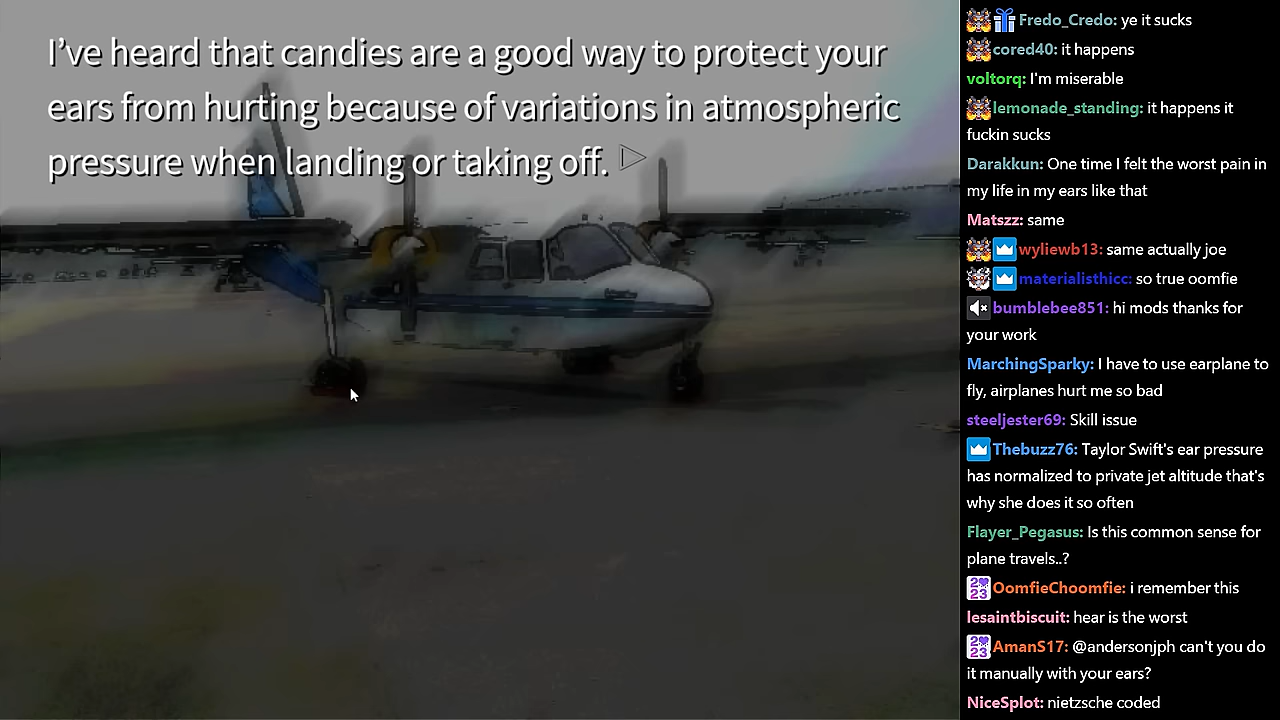 I've heard that candies are a good way to protect your
ears from hurting because of variations in atmospheric
pressure when landing or taking off.
Fredo_Credo: ye it sucks
cored40: it happens
voltorq: I'm miserable
lemonade_standing: it happens it
fuckin sucks
Darakkun: One time I felt the worst pain in
my life in my ears like that
Matszz: same
wyliewb13: same actually joe
materialisthicc: so true oomfie
bumblebee851: hi mods thanks for
your work
MarchingSparky: I have to use earplane to
fly, airplanes hurt me so bad
steeljester69: Skill issue
Thebuzz76: Taylor Swift's ear pressure
has normalized to private jet altitude that's
why she does it so often
Flayer_Pegasus: Is this common sense for
plane travels..?
OomfieChoomfie: i remember this
lesaintbiscuit: hear is the worst
AmanS17: @andersonjph can't you do
it manually with your ears?
NiceSplot: nietzsche coded